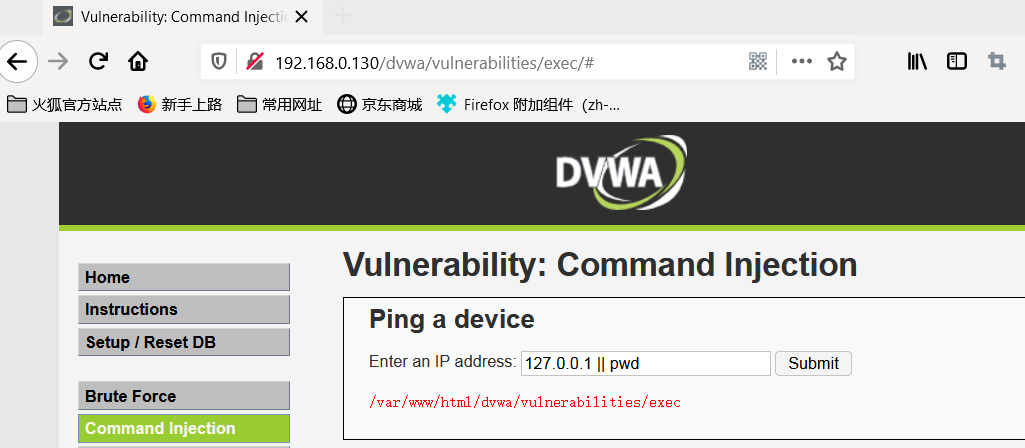 Vulnerability: Command Injectic
192.168.0.130/dvwa/vulnerabilities/exec/#
火狐官方站点 新手上路 常用网址 京东商城 Firefox 附加组件（zh-...
DVWA
Vulnerability: Command Injection
Home
Instructions
Setup / Reset DB
Brute Force
Command Injection
Ping a device
Enter an IP address: 127.0.0.1 || pwd Submit
/var/www/html/dvwa/vulnerabilities/exec